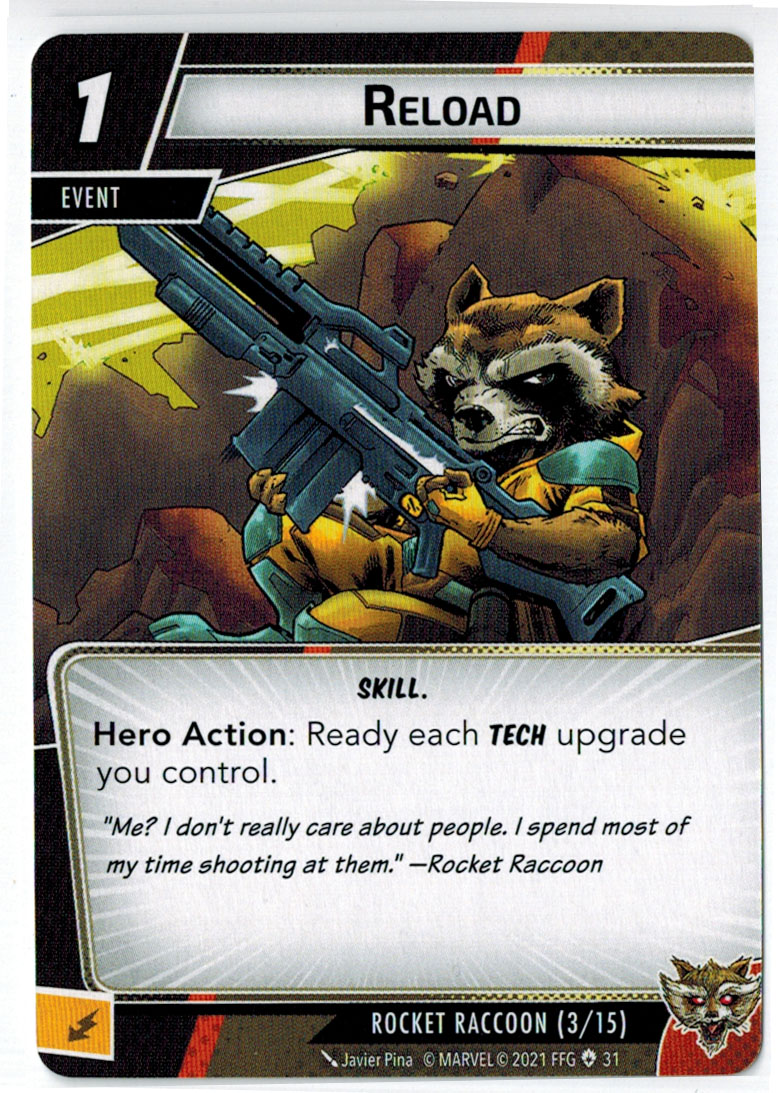 1
RELOAD
EVENT
SKILL.
Hero Action: Ready each TECH upgrade
you control.
"Me? I don't really care about people. I spend most of
my time shooting at them." —Rocket Raccoon
ROCKET RACCOON (3/15)
Javier Pina © MARVEL © 2021 FFG 31